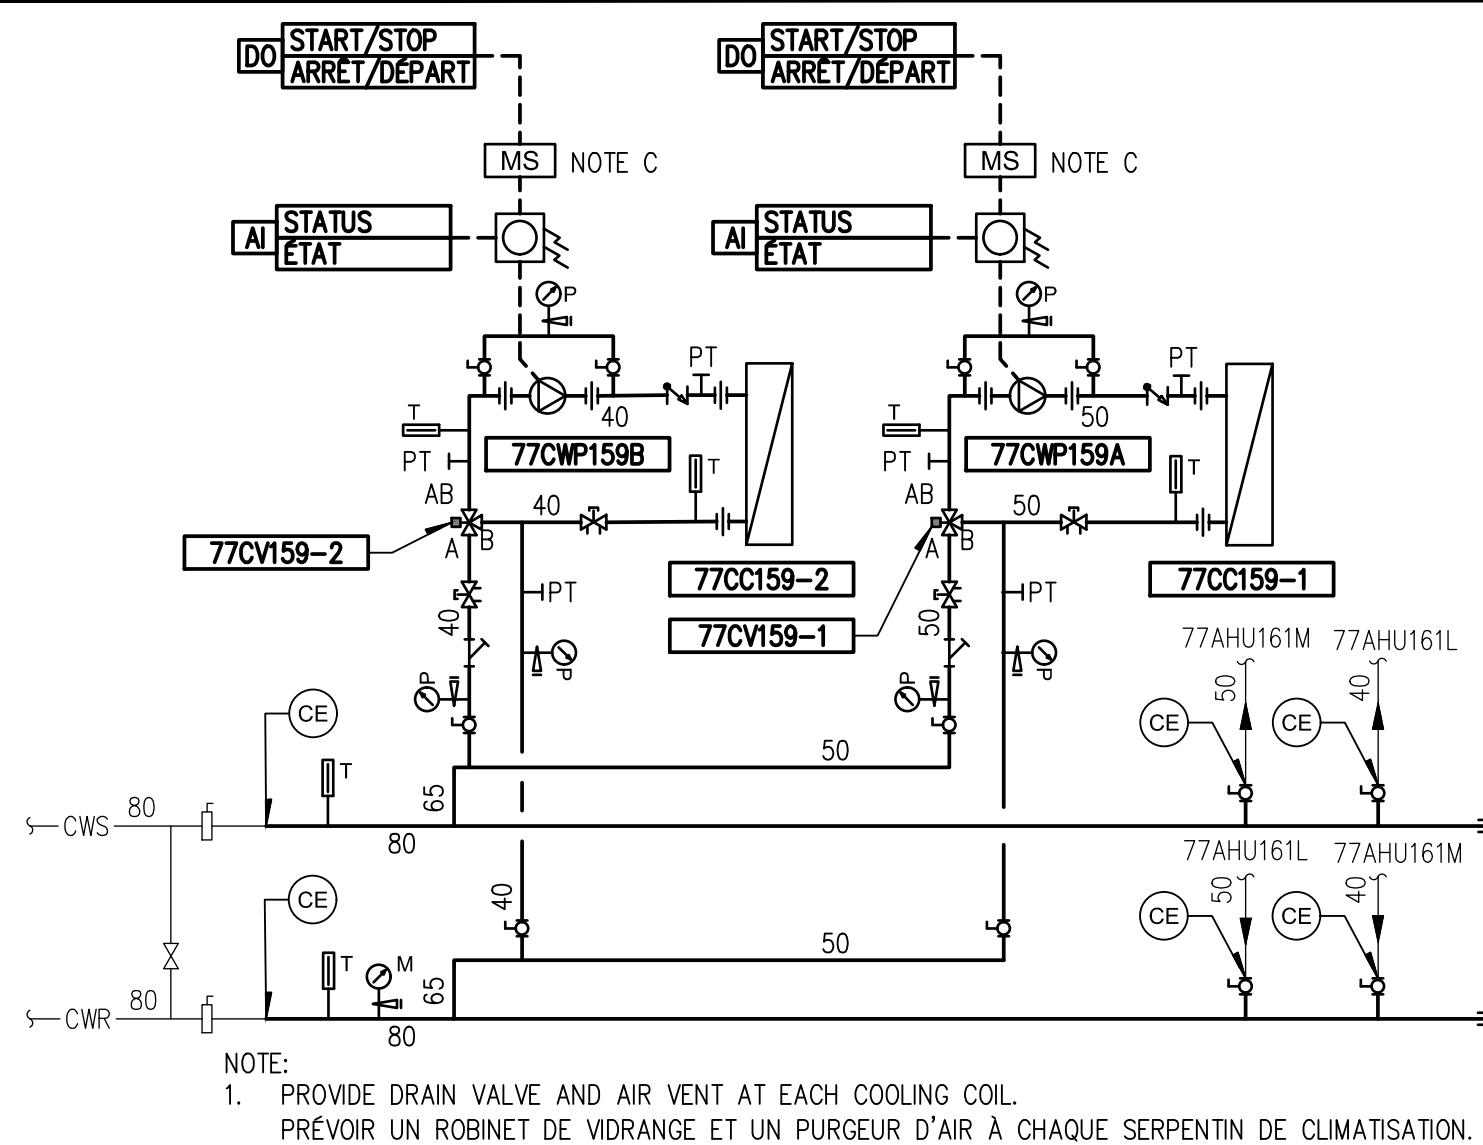 DO START/STOP
ARRÊT/DÉPART
DO START/STOP
ARRÊT/DÉPART
MS NOTE C
MS NOTE C
AI STATUS
ÉTAT
AI STATUS
ÉTAT
P
P
PT
PT
T
40
T
50
PT
77CWP159B
T
PT
77CWP159A
T
AB
40
AB
50
77CV159-2
A
B
A
B
77CC159-2
77CC159-1
40
PT
77CV159-1
50
PT
77AHU161M
77AHU161L
P
P
P
P
50
40
CE
CE
CE
50
T
65
CWS
80
80
77AHU161L
77AHU161M
CE
40
50
40
CE
CE
50
T
M
65
CWR
80
80
NOTE:
1. PROVIDE DRAIN VALVE AND AIR VENT AT EACH COOLING COIL.
PRÉVOIR UN ROBINET DE VIDRANGE ET UN PURGEUR D'AIR À CHAQUE SERPENTIN DE CLIMATISATION.